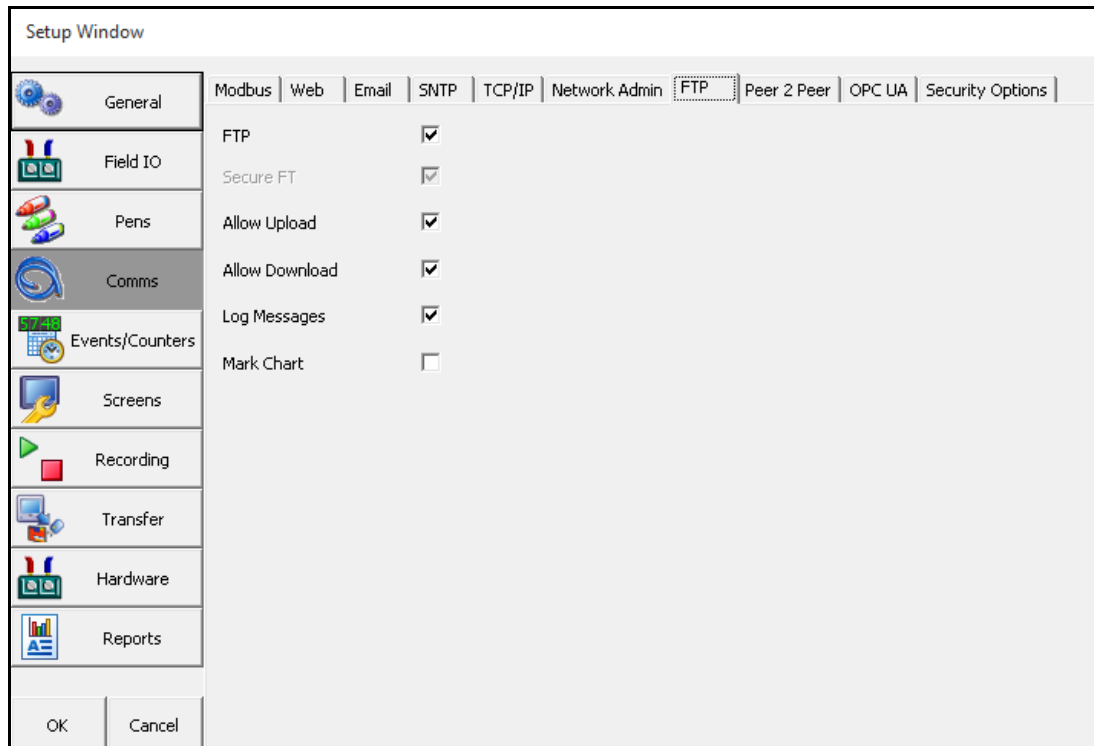 Setup Window
General
Field IO
Pens
Comms
57:48
Events/Counters
Screens
Recording
Transfer
Hardware
Reports
OK Cancel
Modbus Web Email SNTP TCP/IP Network Admin FTP Peer 2 Peer OPC UA Security Options
FTP
Secure FT
Allow Upload
Allow Download
Log Messages
Mark Chart